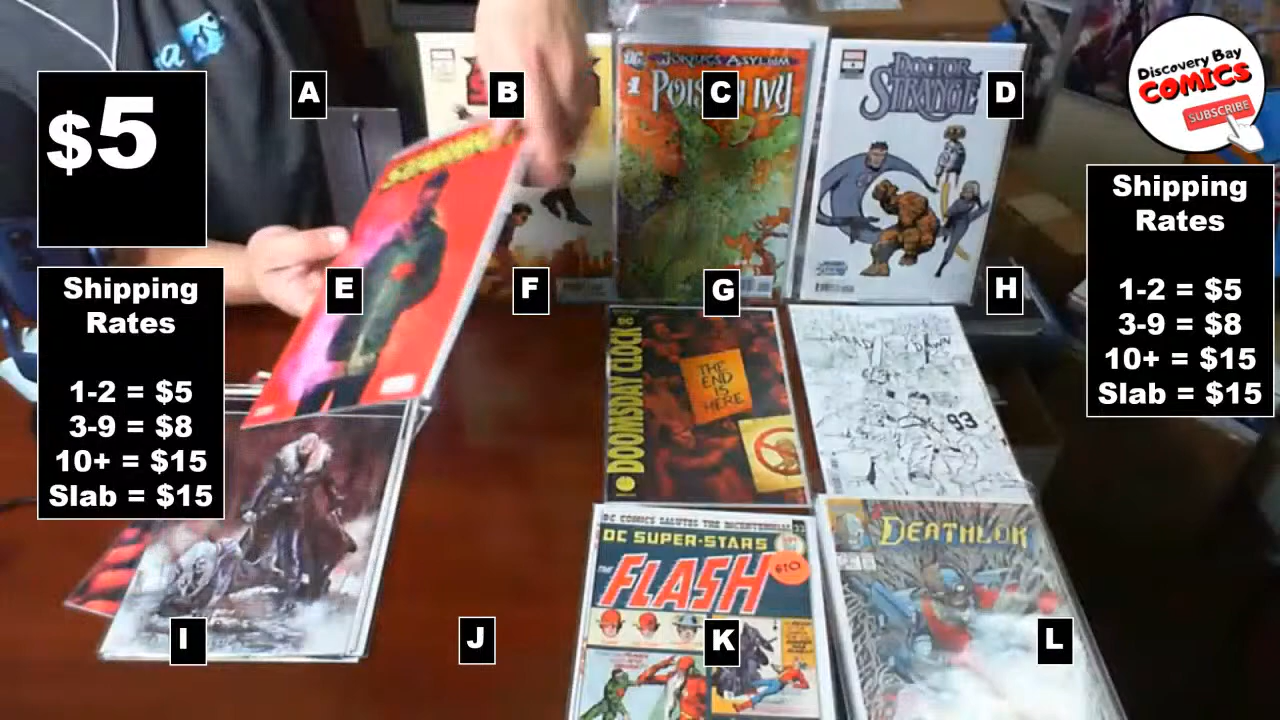 $5
Shipping
Rates
1-2 = $5
3-9 = $8
10+ = $15
Slab = $15
A
B
C
D
E
F
G
H
I
J
K
L
DC
JOKER'S ASYLUM
1
POISON IVY
DOCTOR
STRANGE
Discovery Bay
COMICS
SUBSCRIBE
Shipping
Rates
1-2 = $5
3-9 = $8
10+ = $15
Slab = $15
DC
DOOMSDAY CLOCK
THE
END
IS
HERE
93
DC COMICS SALUTES THE BICENTENNIAL
DC SUPER-STARS
THE
FLASH
$10
DEATHLOK